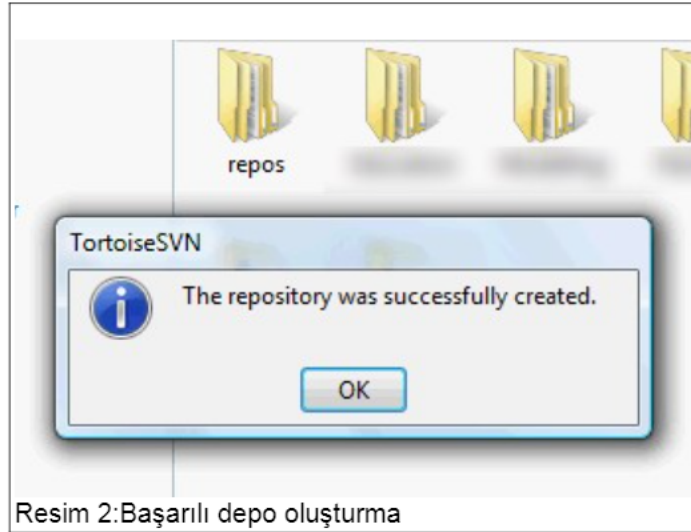 repos
TortoiseSVN
The repository was successfully created.
OK
Resim 2:Başarılı depo oluşturma